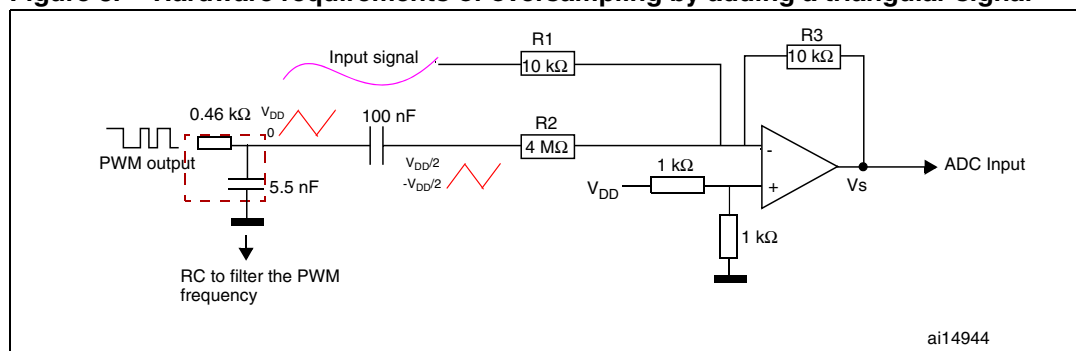 Figure 8. Hardware requirements of oversampling by adding a triangular signal
R1
R3
Input signal
10 kΩ
10 kΩ
0.46 kΩ
VDD
0
100 nF
R2
PWM output
VDD/2
-VDD/2
4 MΩ
-
5.5 nF
1 kΩ
VDD
+
Vs
ADC Input
1 kΩ
RC to filter the PWM
frequency
ai14944